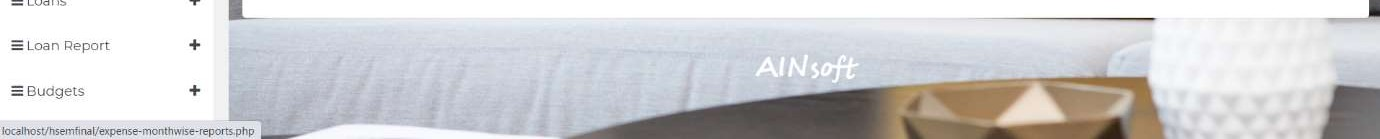 Loans +
Loan Report +
Budgets +
AINsoft
localhost/hsemfinal/expense-monthwise-reports.php